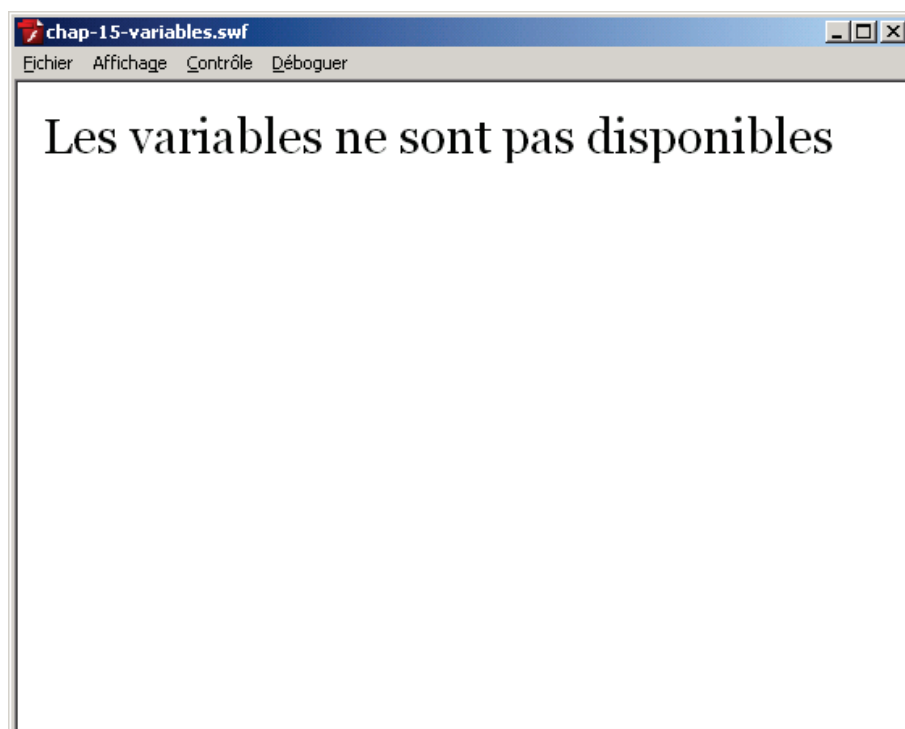 chap-15-variables.swf
Fichier Affichage Contrôle Déboguer
Les variables ne sont pas disponibles